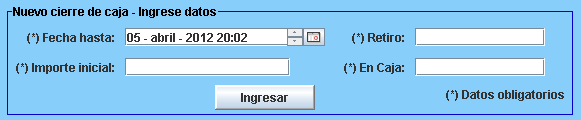 Nuevo cierre de caja - Ingrese datos
(*) Fecha hasta: 05 - abril - 2012 20:02 (*) Retiro:
(*) Importe inicial: (*) En Caja:
Ingresar (*) Datos obligatorios